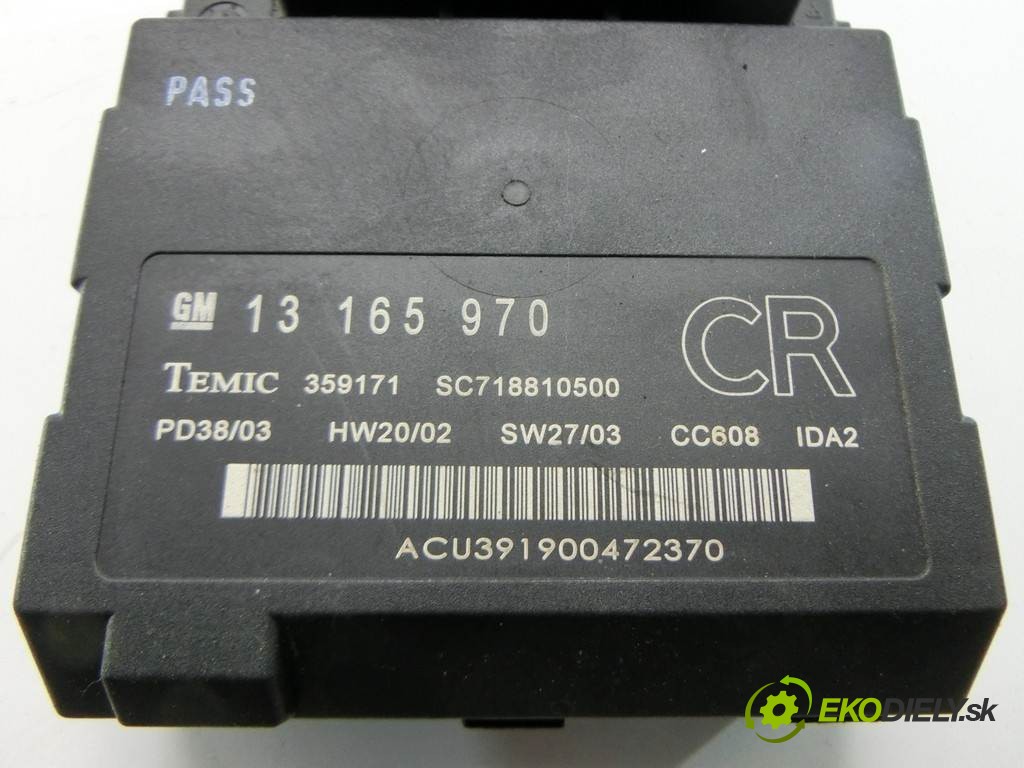 PASS
GM 13 165 970 CR
TEMIC 359171 SC718810500
PD38/03 HW20/02 SW27/03 CC608 IDA2
ACU391900472370
EKODIELY.sk